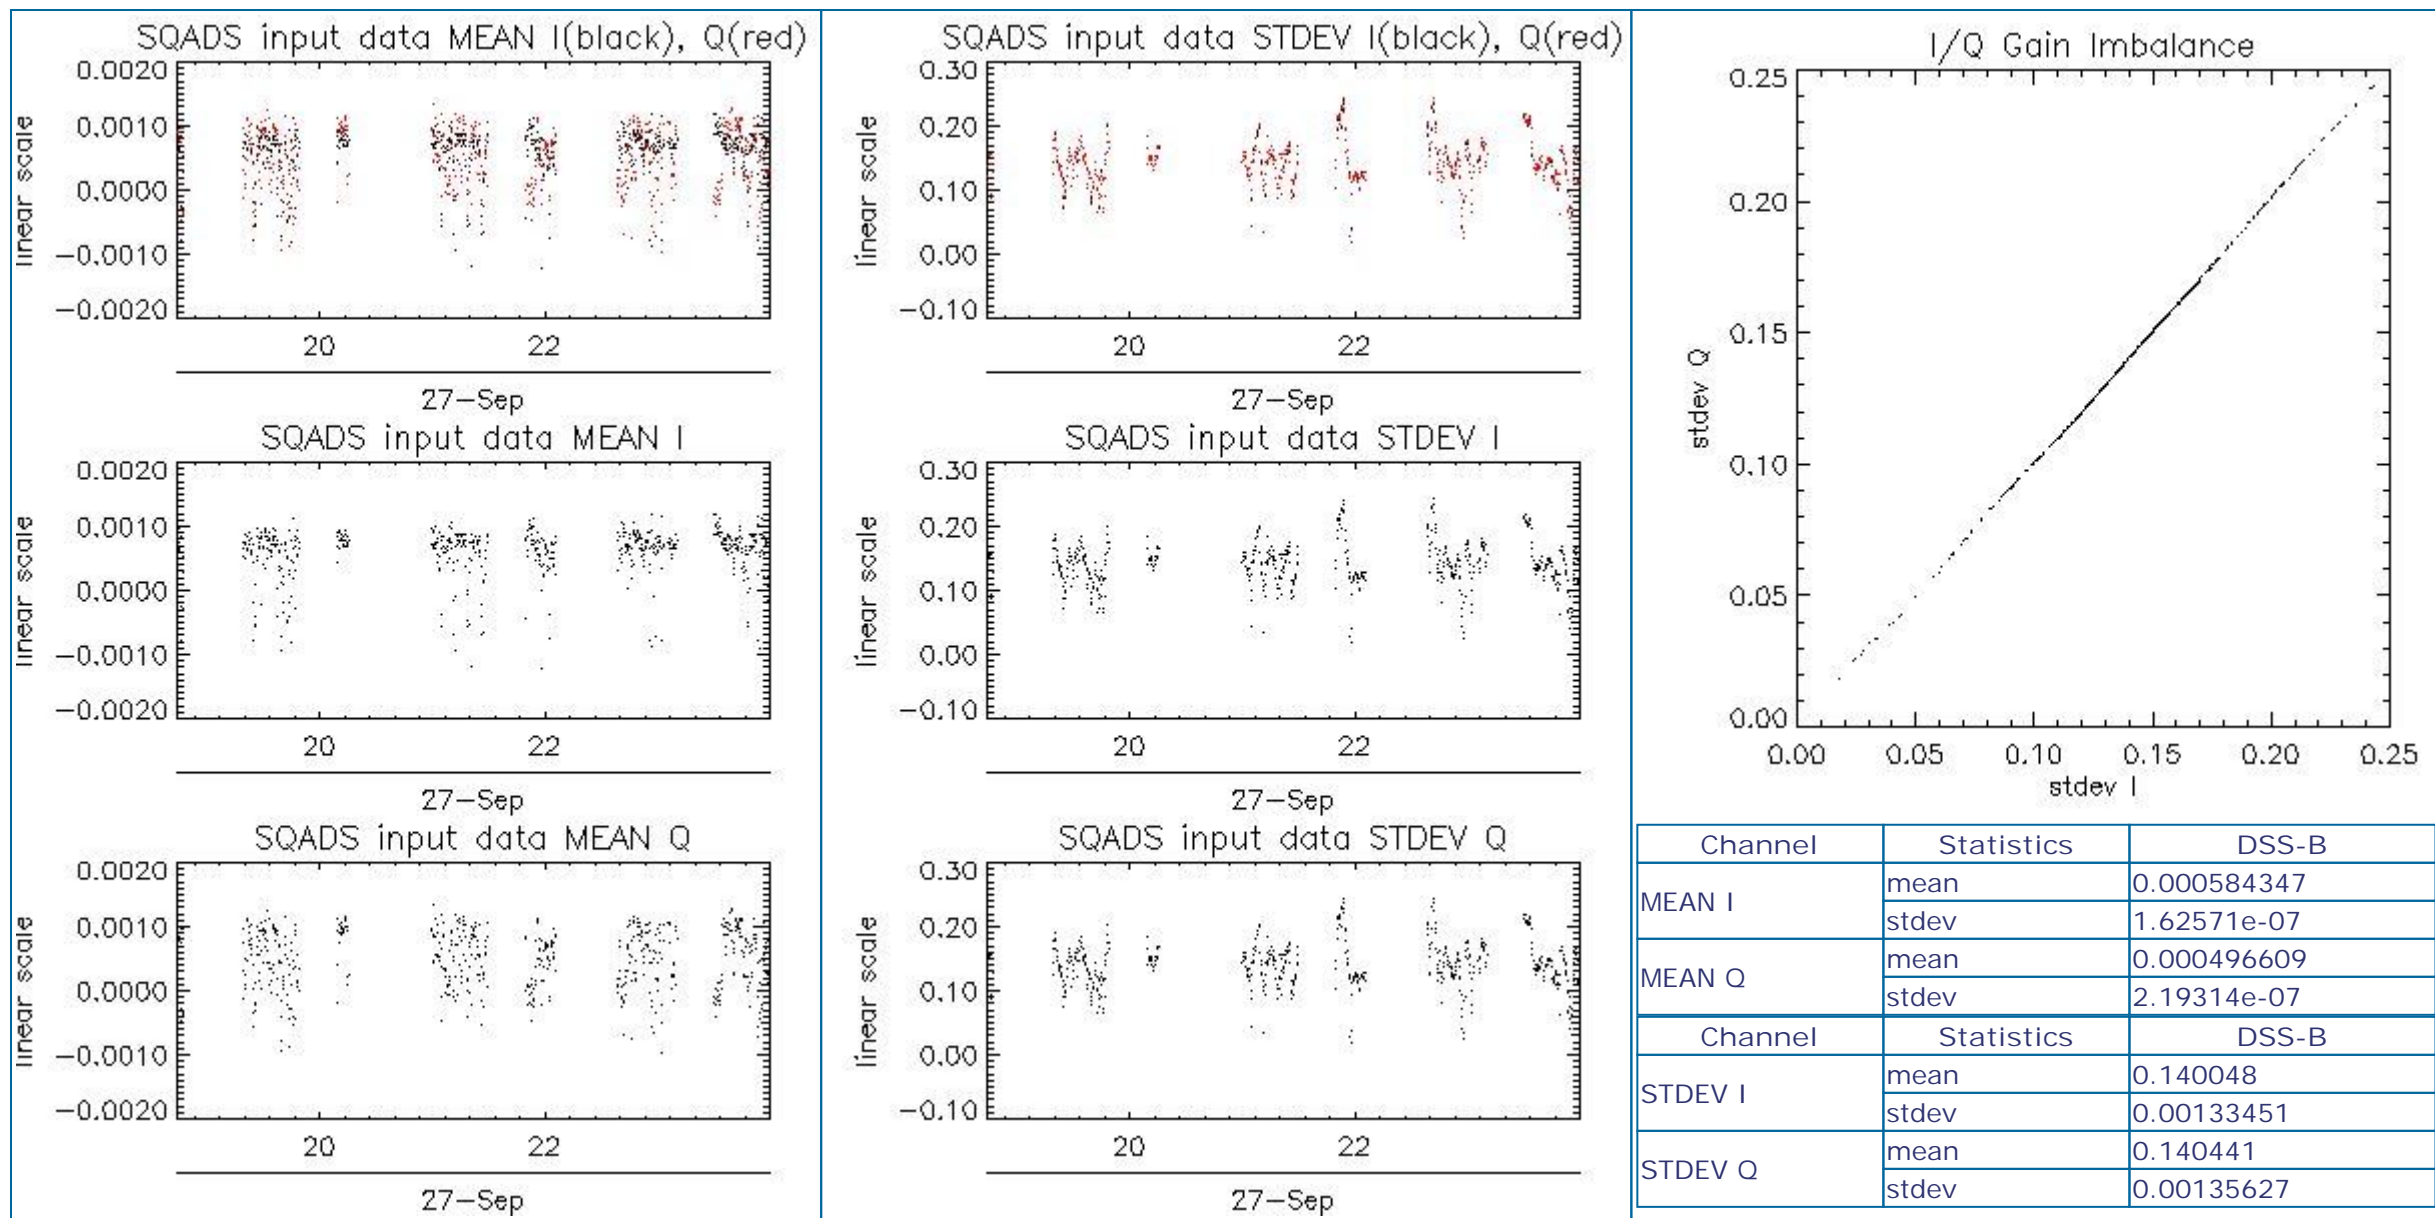 SQADS input data MEAN I(black), Q(red)
0.0020
0.0010
0.0000
−0.0010
−0.0020
linear scale
20 22
27−Sep
SQADS input data MEAN I
0.0020
0.0010
0.0000
−0.0010
−0.0020
linear scale
20 22
27−Sep
SQADS input data MEAN Q
0.0020
0.0010
0.0000
−0.0010
−0.0020
linear scale
20 22
27−Sep
SQADS input data STDEV I(black), Q(red)
0.30
0.20
0.10
0.00
−0.10
linear scale
20 22
27−Sep
SQADS input data STDEV I
0.30
0.20
0.10
0.00
−0.10
linear scale
20 22
27−Sep
SQADS input data STDEV Q
0.30
0.20
0.10
0.00
−0.10
linear scale
20 22
27−Sep
I/Q Gain Imbalance
0.25
0.20
0.15
0.10
0.05
0.00
stdev Q
0.00 0.05 0.10 0.15 0.20 0.25
stdev I
Channel Statistics DSS-B
MEAN I mean 0.000584347
stdev 1.62571e-07
MEAN Q mean 0.000496609
stdev 2.19314e-07
Channel Statistics DSS-B
STDEV I mean 0.140048
stdev 0.00133451
STDEV Q mean 0.140441
stdev 0.00135627